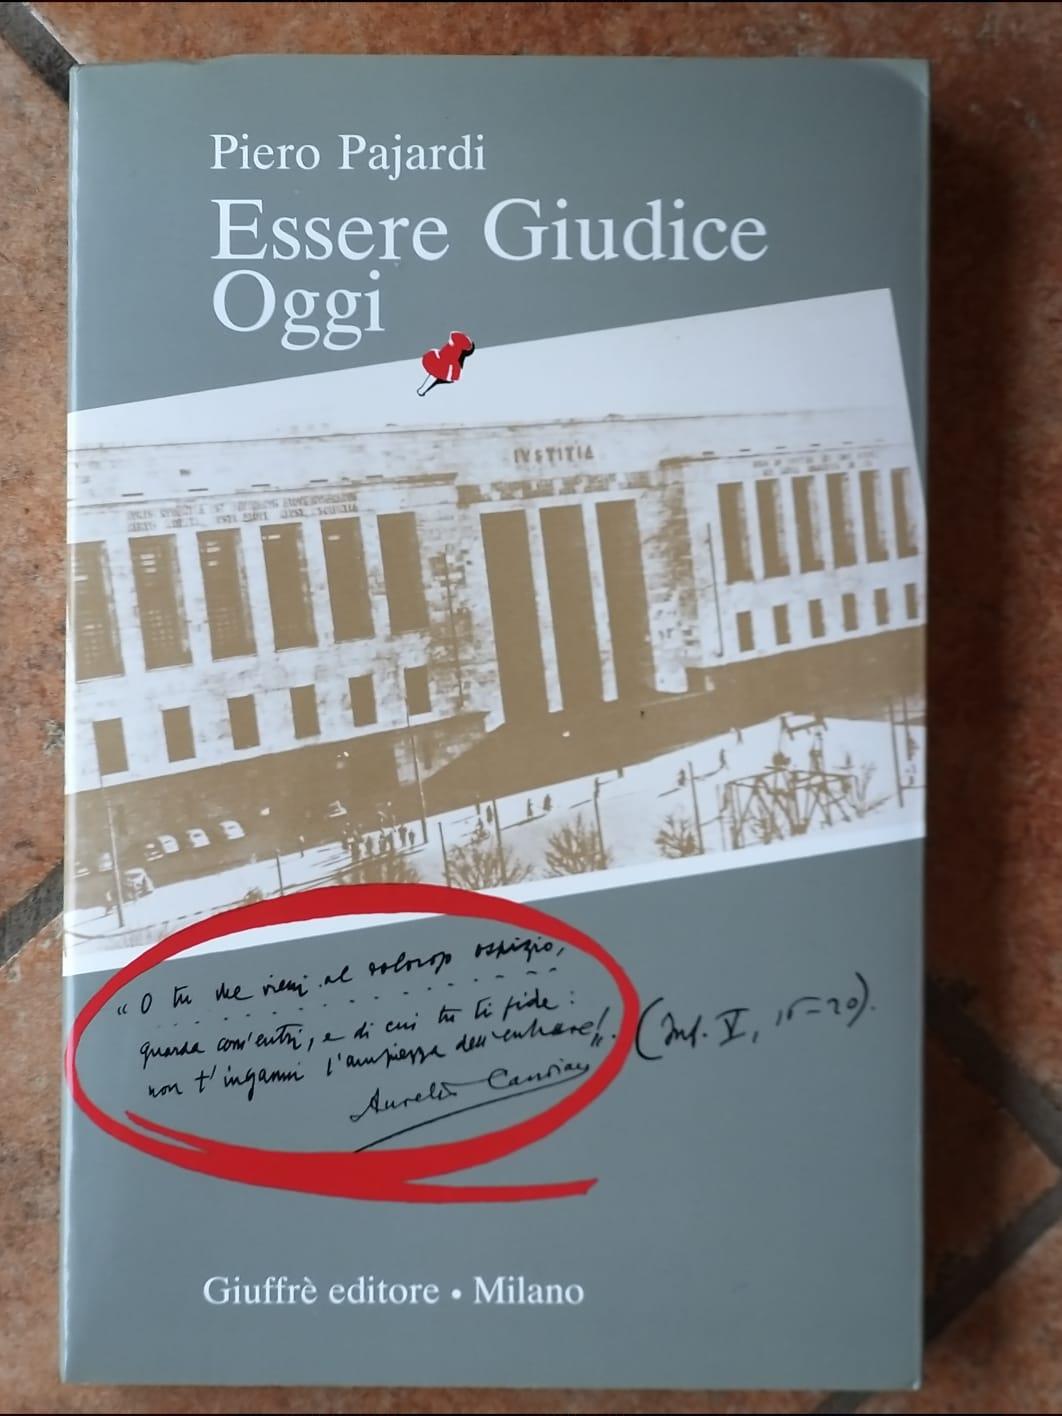 Piero Pajardi
Essere Giudice
Oggi
IVSTITIA
" O tu che vieni al doloroso ospizio,
. . . . . . . . . . . . . . .
guarda com'entri, e di cui tu ti fide:
non t'inganni l'ampiezza dell'entrare!". (Inf. V, 16-20).
Aurelio
Giuffrè editore • Milano